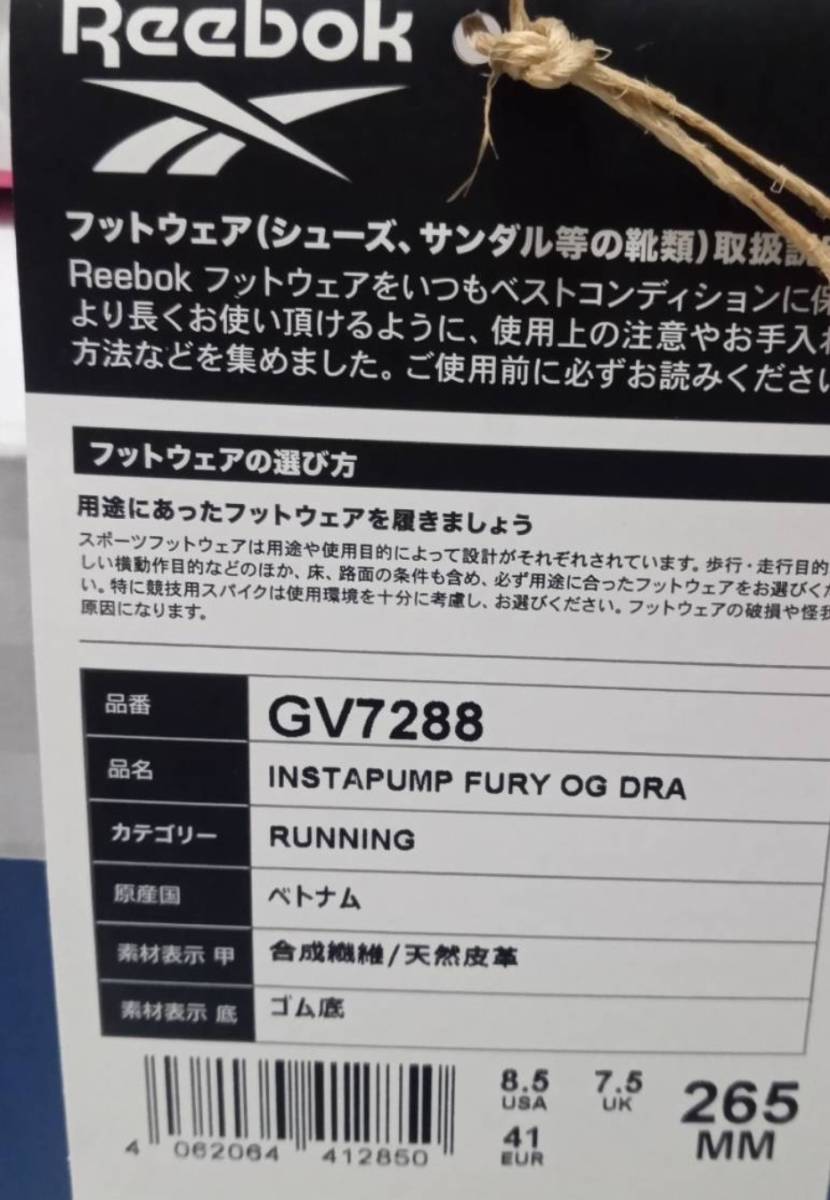 Reebok
フットウェア(シューズ、サンダル等の靴類)取扱説
Reebok フットウェアをいつもベストコンディションに保
より長くお使い頂けるように、使用上の注意やお手入れ
方法などを集めました。ご使用前に必ずお読みください
フットウェアの選び方
用途にあったフットウェアを履きましょう
スポーツフットウェアは用途や使用目的によって設計がそれぞれされています。歩行・走行目的
しい横動作目的などのほか、床、路面の条件も含め、必ず用途に合ったフットウェアをお選びくだ
い。特に競技用スパイクは使用環境を十分に考慮し、お選びください。フットウェアの破損や怪我
原因になります。
品番 GV7288
品名 INSTAPUMP FURY OG DRA
カテゴリー RUNNING
原産国 ベトナム
素材表示 甲 合成繊維/天然皮革
素材表示 底 ゴム底
8.5 7.5 265
USA UK MM
41
EUR
4 062064 412850